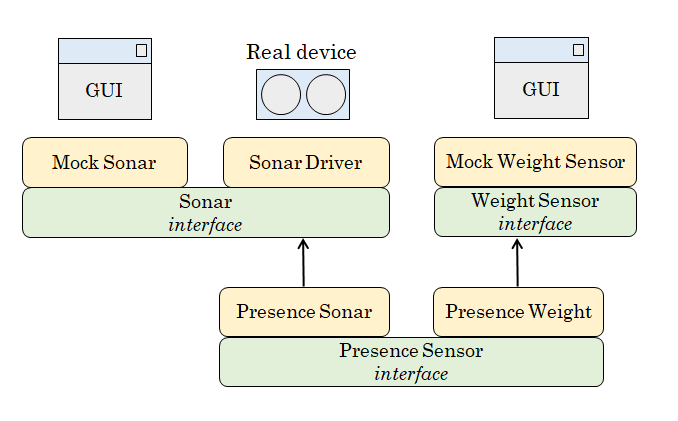 Real device
GUI
GUI
Mock Sonar
Sonar Driver
Mock Weight Sensor
Sonar
interface
Weight Sensor
interface
Presence Sonar
Presence Weight
Presence Sensor
interface